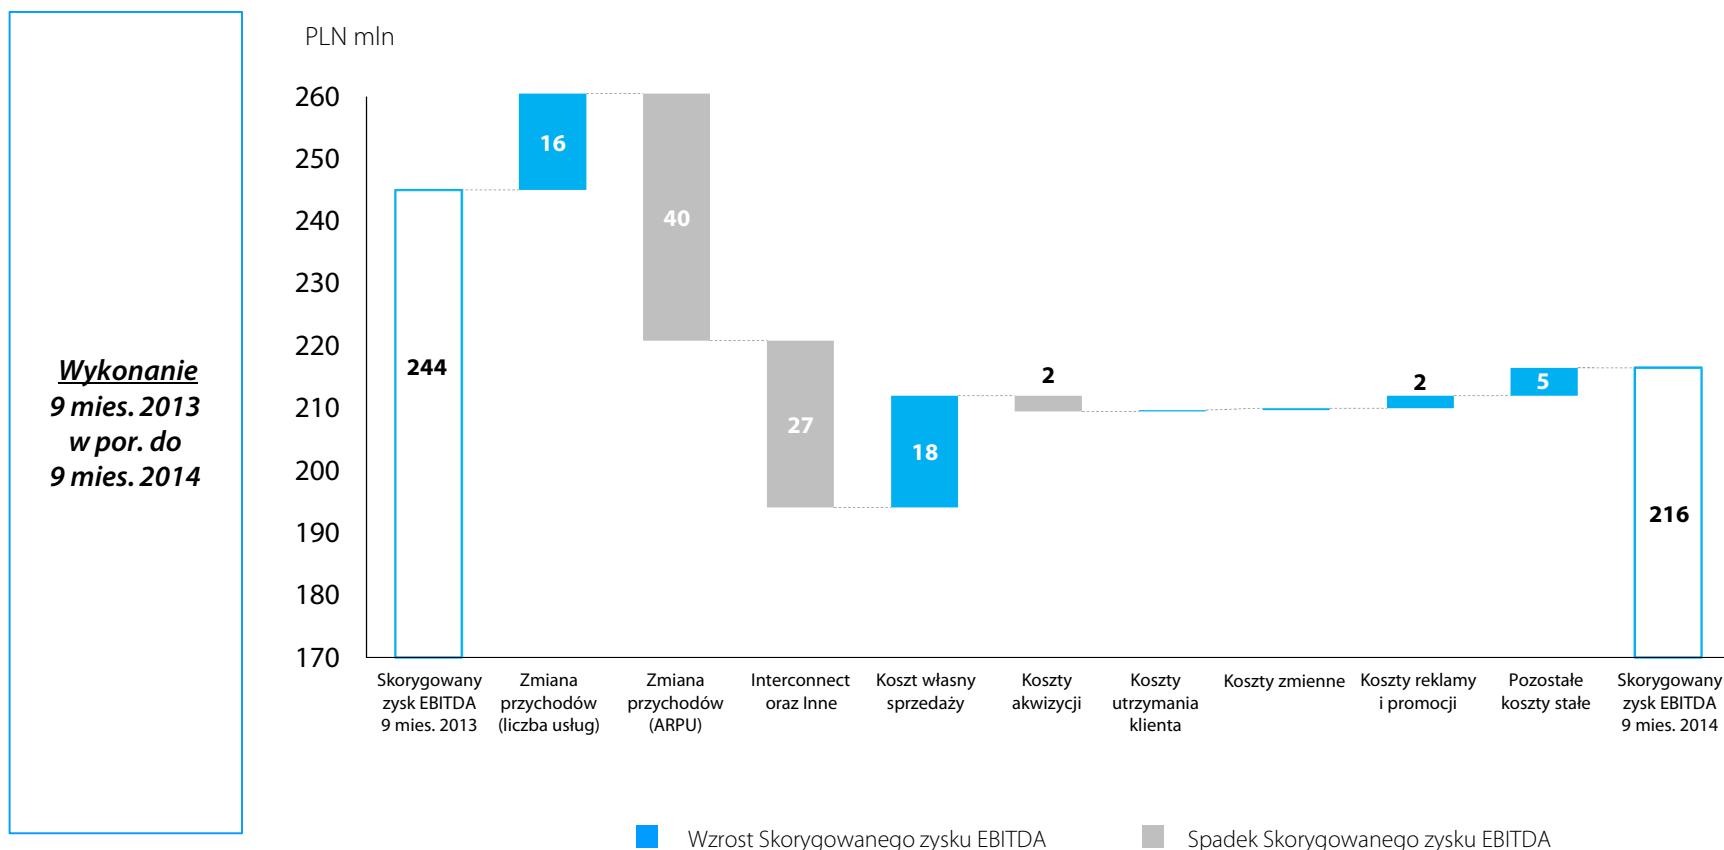 PLN mln
Wykonanie
9 mies. 2013
w por. do
9 mies. 2014
260
250
240
230
220
210
200
190
180
170
244
16
40
27
18
2
2
5
216
Skorygowany
zysk EBITDA
9 mies. 2013
Zmiana
przychodów
(liczba usług)
Zmiana
przychodów
(ARPU)
Interconnect
oraz Inne
Koszt własny
sprzedaży
Koszty
akwizycji
Koszty
utrzymania
klienta
Koszty zmienne
Koszty reklamy
i promocji
Pozostałe
koszty stałe
Skorygowany
zysk EBITDA
9 mies. 2014
Wzrost Skorygowanego zysku EBITDA
Spadek Skorygowanego zysku EBITDA